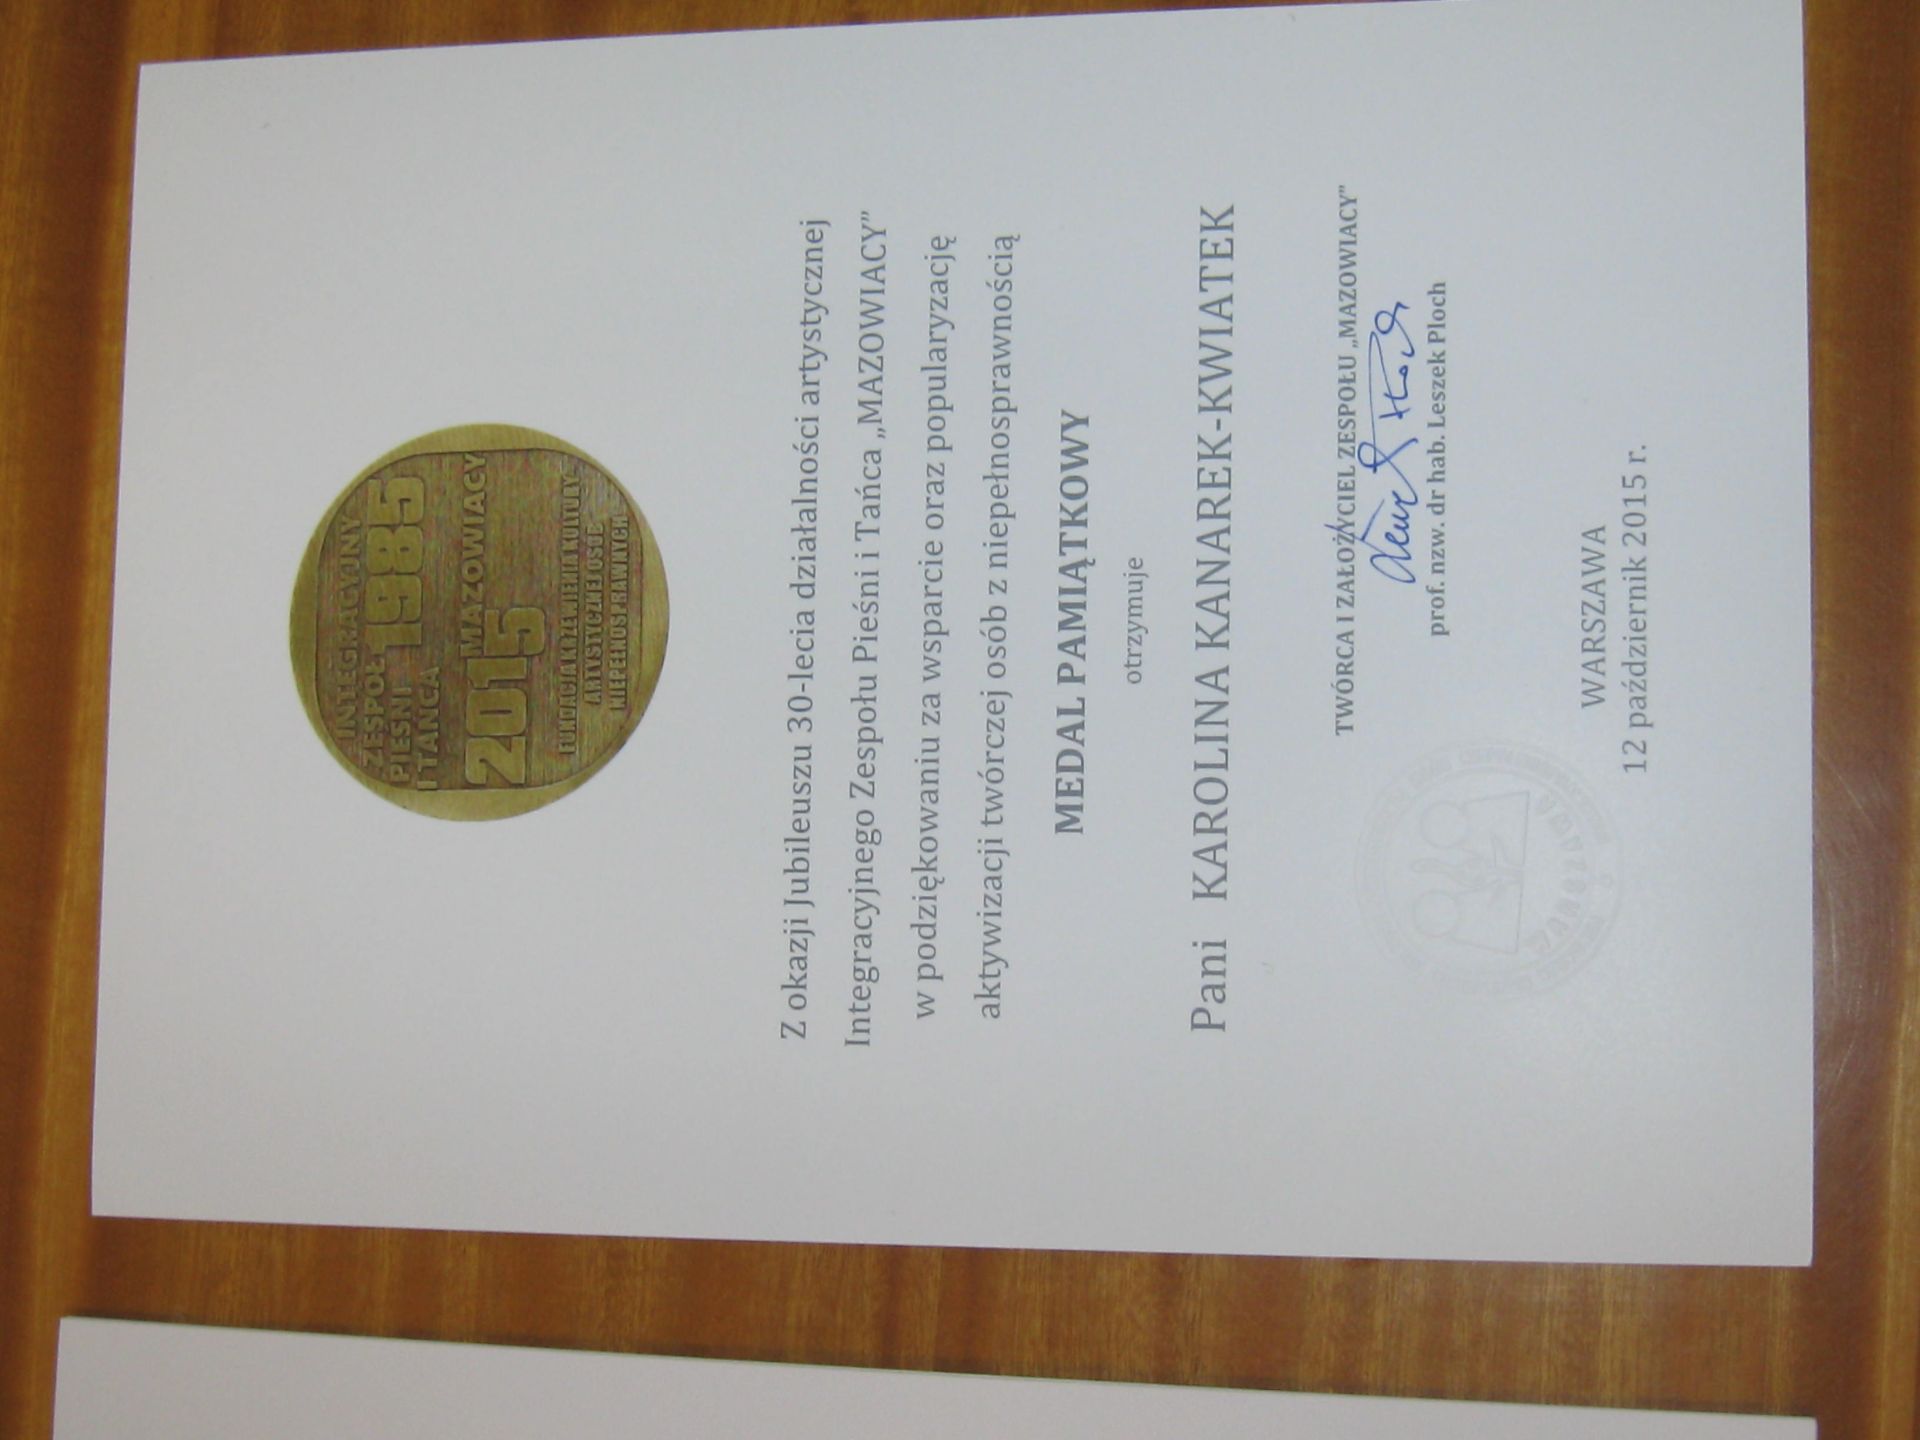 INTEGRACYJNY
ZESPÓŁ
PIEŚNI 1985
I TAŃCA
2015 MAZOWIACY
FUNDACJA KRZEWIENIA KULTURY
ARTYSTYCZNEJ OSÓB
NIEPEŁNOSPRAWNYCH
Z okazji Jubileuszu 30-lecia działalności artystycznej
Integracyjnego Zespołu Pieśni i Tańca „MAZOWIACY”
w podziękowaniu za wsparcie oraz popularyzację
aktywizacji twórczej osób z niepełnosprawnością
MEDAL PAMIĄTKOWY
otrzymuje
Pani KAROLINA KANAREK-KWIATEK
TWÓRCA I ZAŁOŻYCIEL ZESPOŁU „MAZOWIACY”
prof. nzw. dr hab. Leszek Ploch
WARSZAWA
12 październik 2015 r.